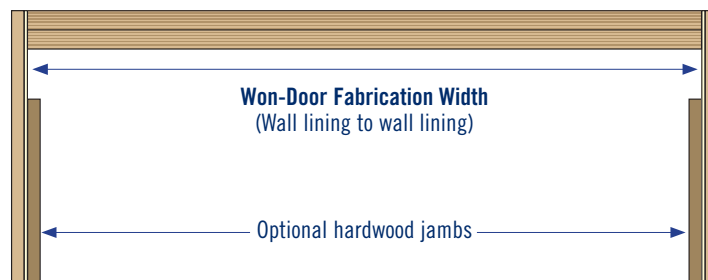 Won-Door Fabrication Width
(Wall lining to wall lining)
Optional hardwood jambs